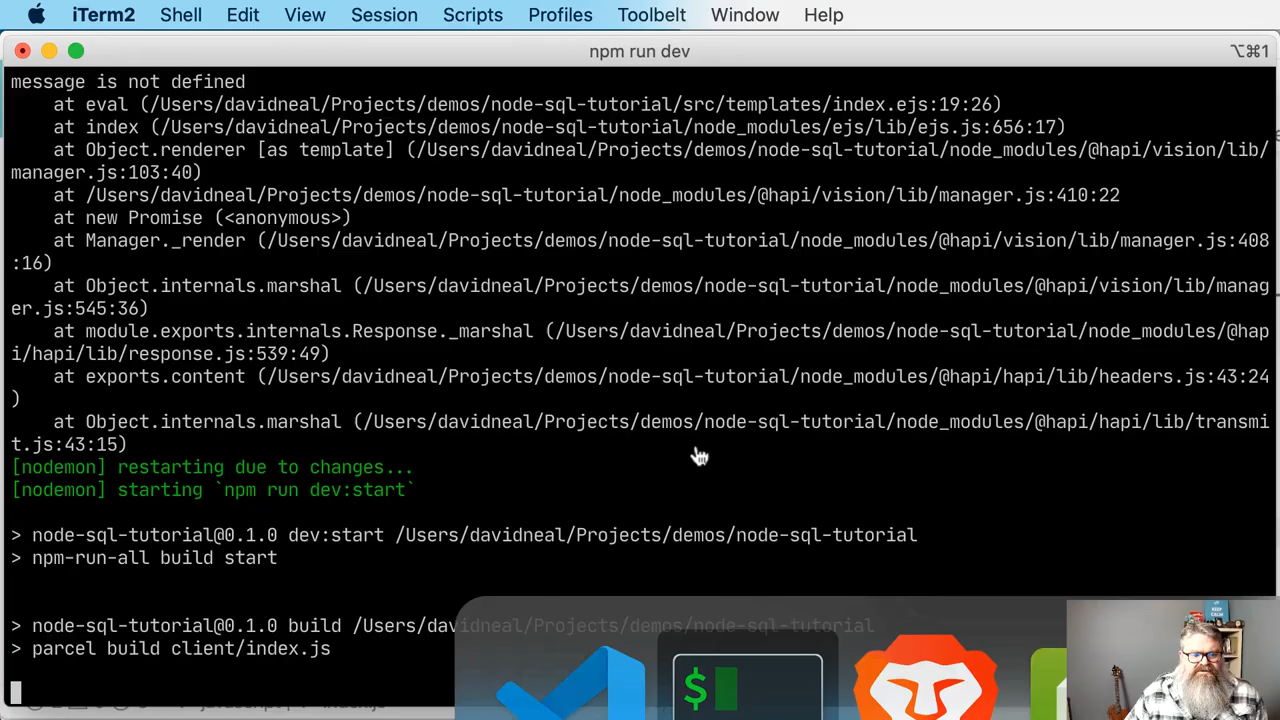 iTerm2 Shell Edit View Session Scripts Profiles Toolbelt Window Help
npm run dev
⌥⌘1
message is not defined
    at eval (/Users/davidneal/Projects/demos/node-sql-tutorial/src/templates/index.ejs:19:26)
    at index (/Users/davidneal/Projects/demos/node-sql-tutorial/node_modules/ejs/lib/ejs.js:656:17)
    at Object.renderer [as template] (/Users/davidneal/Projects/demos/node-sql-tutorial/node_modules/@hapi/vision/lib/
manager.js:103:40)
    at /Users/davidneal/Projects/demos/node-sql-tutorial/node_modules/@hapi/vision/lib/manager.js:410:22
    at new Promise (<anonymous>)
    at Manager._render (/Users/davidneal/Projects/demos/node-sql-tutorial/node_modules/@hapi/vision/lib/manager.js:408
:16)
    at Object.internals.marshal (/Users/davidneal/Projects/demos/node-sql-tutorial/node_modules/@hapi/vision/lib/manag
er.js:545:36)
    at module.exports.internals.Response._marshal (/Users/davidneal/Projects/demos/node-sql-tutorial/node_modules/@hap
i/hapi/lib/response.js:539:49)
    at exports.content (/Users/davidneal/Projects/demos/node-sql-tutorial/node_modules/@hapi/hapi/lib/headers.js:43:24
)
    at Object.internals.marshal (/Users/davidneal/Projects/demos/node-sql-tutorial/node_modules/@hapi/hapi/lib/transmi
t.js:43:15)
[nodemon] restarting due to changes...
[nodemon] starting `npm run dev:start`
> node-sql-tutorial@0.1.0 dev:start /Users/davidneal/Projects/demos/node-sql-tutorial
> npm-run-all build start
> node-sql-tutorial@0.1.0 build /Users/davidneal/Projects/demos/node-sql-tutorial
> parcel build client/index.js
$
KEEP CALM